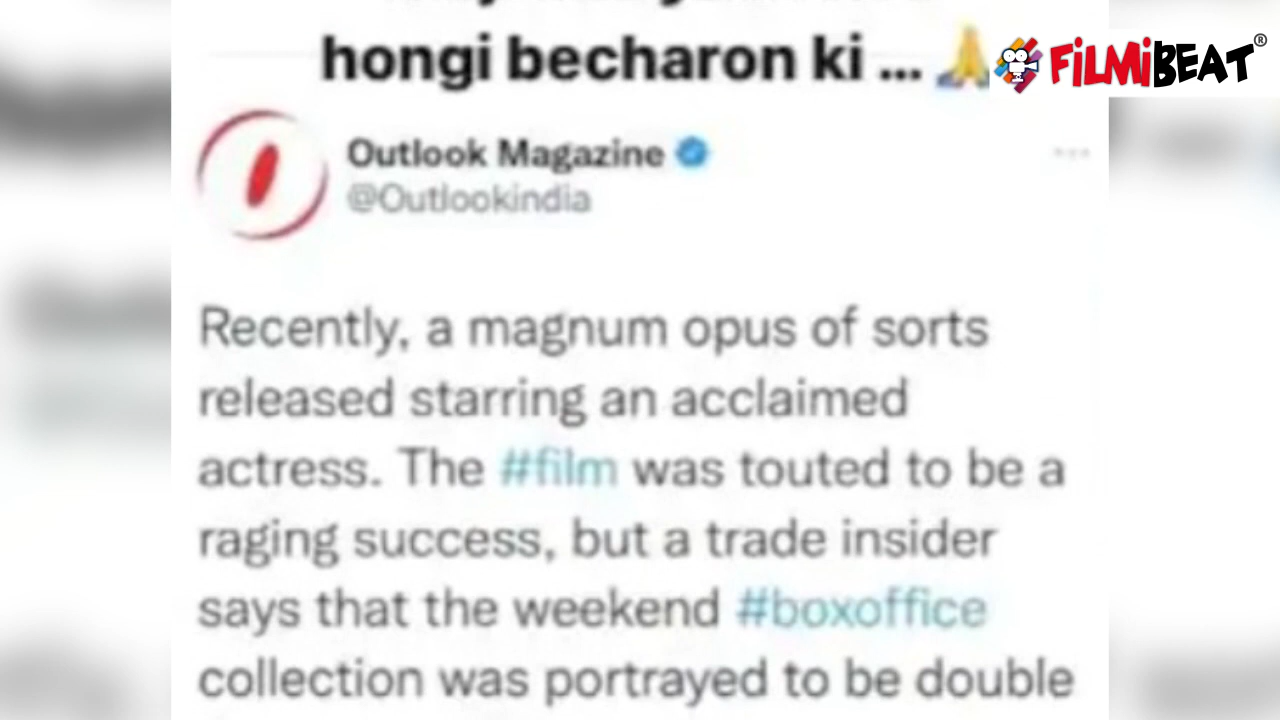 hongi becharon ki ... 🙏
FiLMiBEAT®
Outlook Magazine
@Outlookindia
Recently, a magnum opus of sorts
released starring an acclaimed
actress. The #film was touted to be a
raging success, but a trade insider
says that the weekend #boxoffice
collection was portrayed to be double